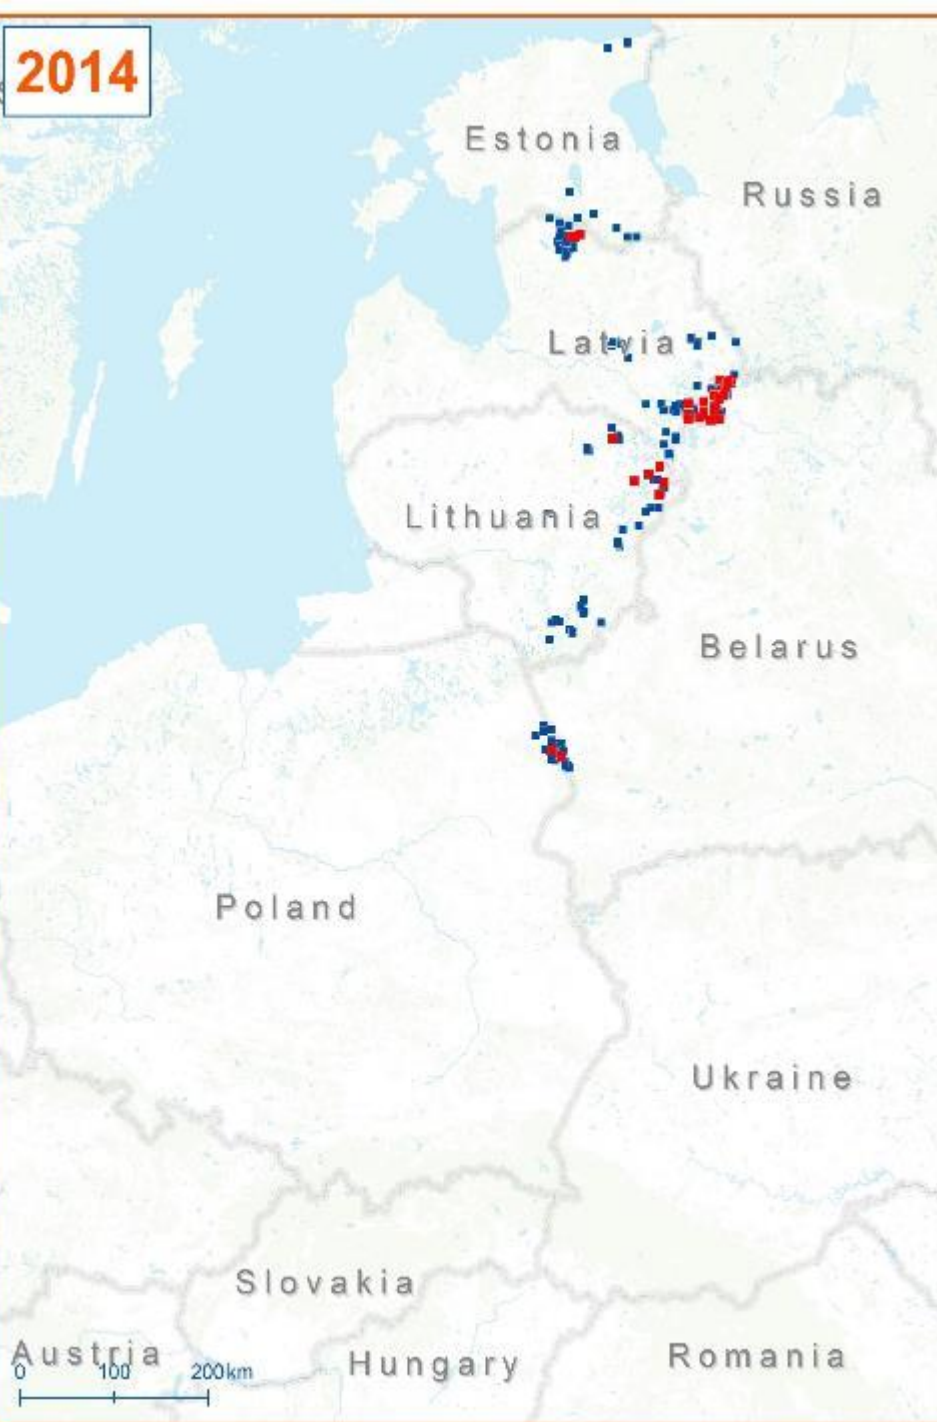 2014
Estonia
Russia
Latvia
Lithuania
Belarus
Poland
Ukraine
Slovakia
Austria
Hungary
Romania
0 100 200km